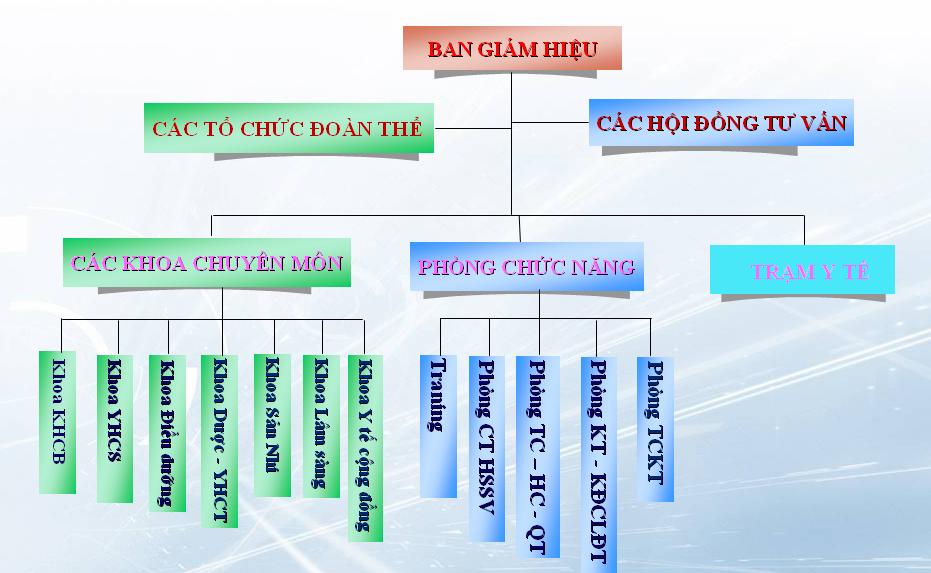 BAN GIÁM HIỆU
CÁC TỔ CHỨC ĐOÀN THỂ
CÁC HỘI ĐỒNG TƯ VẤN
CÁC KHOA CHUYÊN MÔN
PHÒNG CHỨC NĂNG
TRẠM Y TẾ
Khoa KHCB
Khoa YHCS
Khoa Điều dưỡng
Khoa Dược - YHCT
Khoa Sản Nhi
Khoa Lâm sàng
Khoa Y tế cộng đồng
Traning
Phòng CT HSSV
Phòng TC – HC - QT
Phòng KT - KĐCLĐT
Phòng TCKT